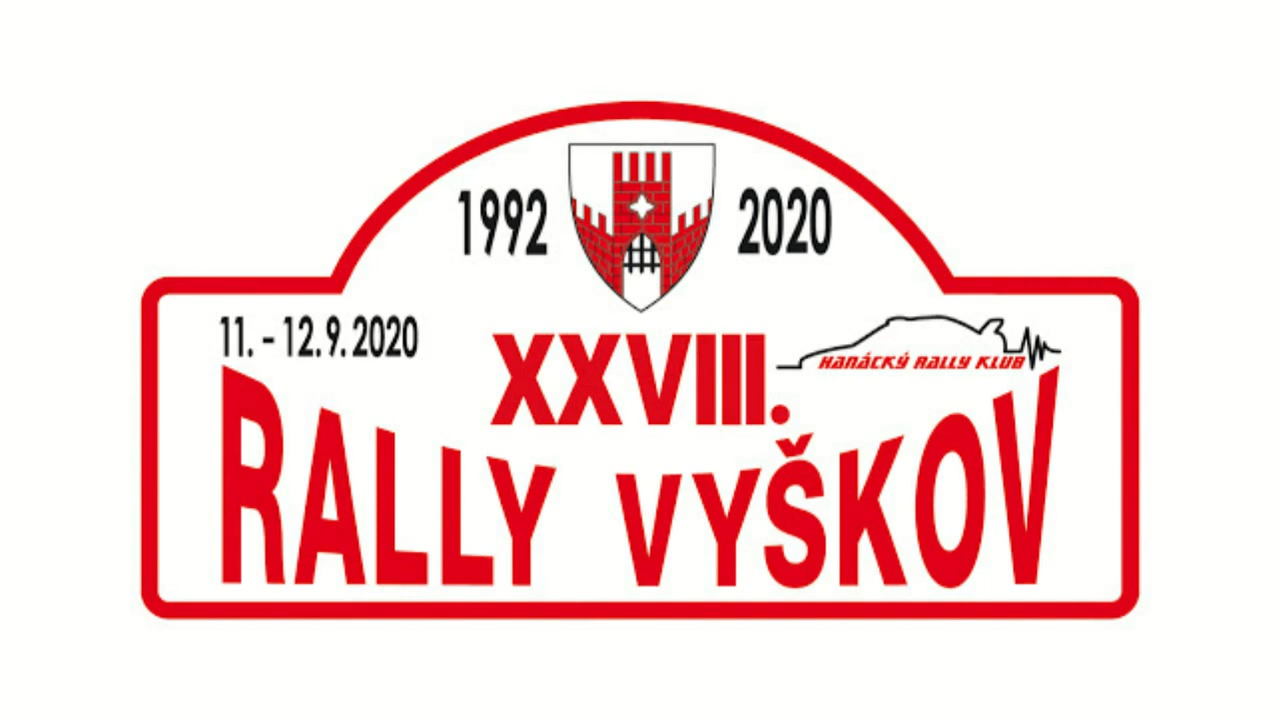 1992 2020
11. – 12. 9. 2020
XXVIII.
HANÁCKÝ RALLY KLUB
RALLY VYŠKOV